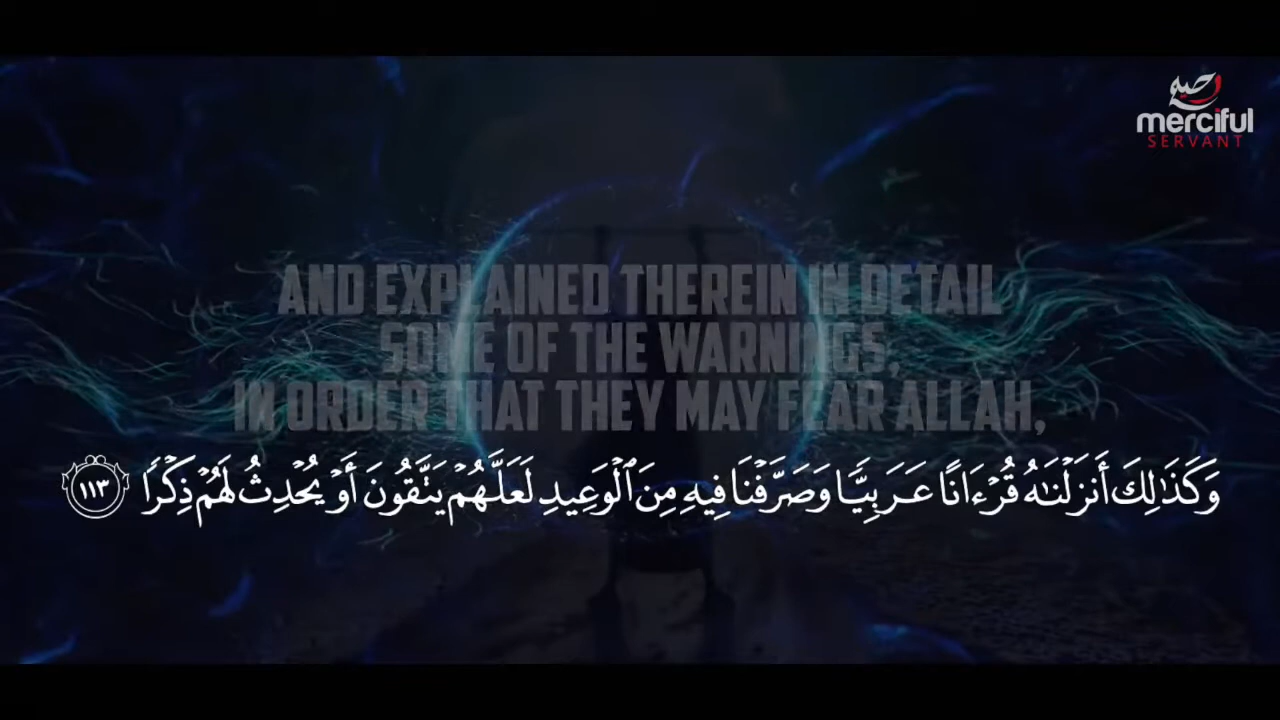 رحيم
merciful
SERVANT
AND EXPLAINED THEREIN IN DETAIL
SOME OF THE WARNINGS,
IN ORDER THAT THEY MAY FEAR ALLAH,
وَكَذَٰلِكَ أَنزَلْنَٰهُ قُرْءَانًا عَرَبِيًّا وَصَرَّفْنَا فِيهِ مِنَ ٱلْوَعِيدِ لَعَلَّهُمْ يَتَّقُونَ أَوْ يُحْدِثُ لَهُمْ ذِكْرًا ١١٣